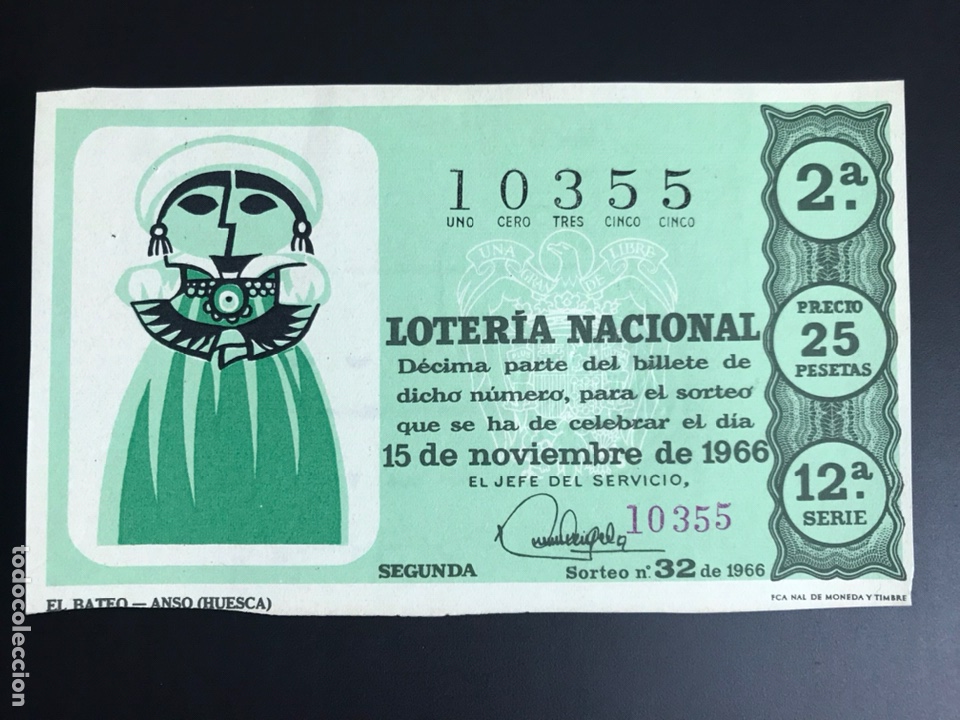 10355
UNO CERO TRES CINCO CINCO
UNA GRANDE LIBRE
LOTERÍA NACIONAL
Décima parte del billete de
dicho número, para el sorteo
que se ha de celebrar el día
15 de noviembre de 1966
EL JEFE DEL SERVICIO,
10355
SEGUNDA
Sorteo n.º 32 de 1966
2.ª
PRECIO
25
PESETAS
12.ª
SERIE
EL BATEO — ANSO (HUESCA)
FCA NAL DE MONEDA Y TIMBRE
todocoleccion